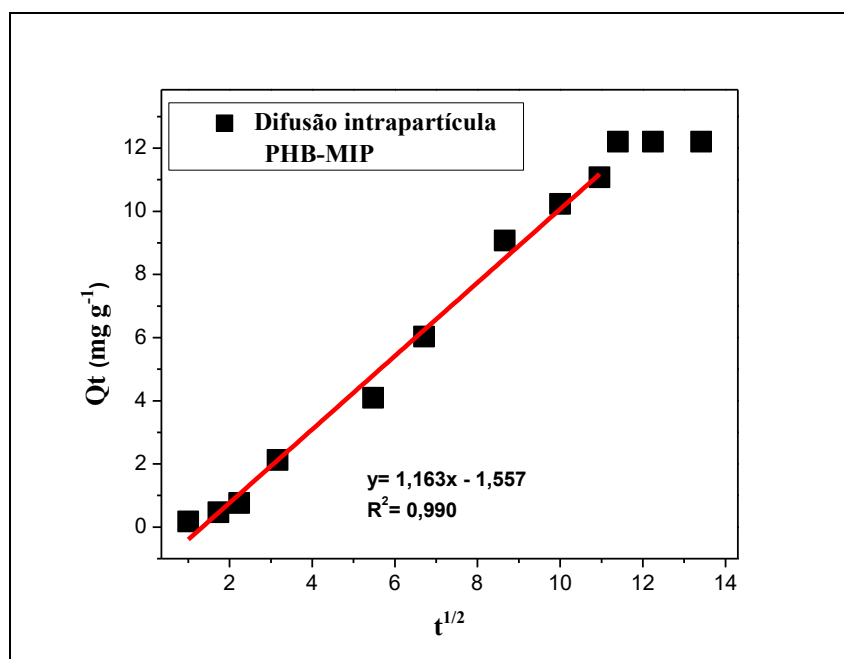 Difusão intrapartícula
PHB-MIP
12
10
8
6
4
2
0
Qt (mg g⁻¹)
y= 1,163x - 1,557
R²= 0,990
2 4 6 8 10 12 14
t¹/²